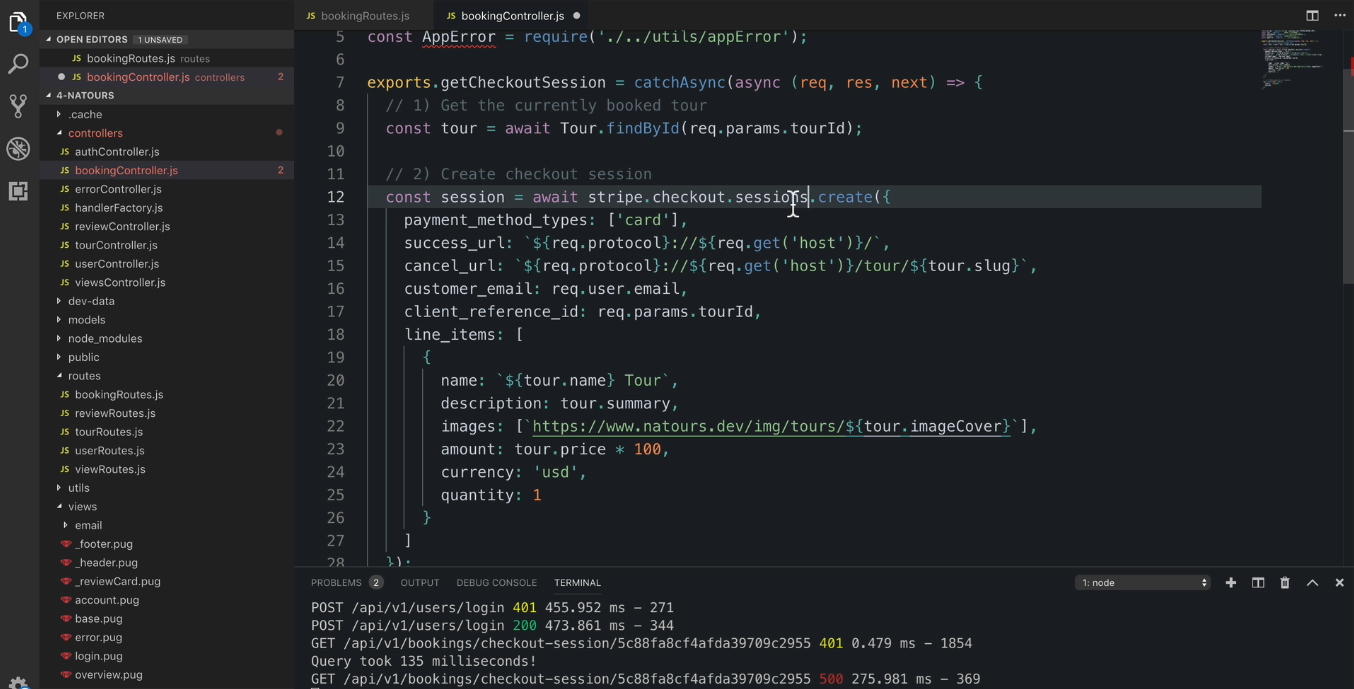 EXPLORER
OPEN EDITORS 1 UNSAVED
JS bookingRoutes.js routes
JS bookingController.js controllers 2
4-NATOURS
.cache
controllers
JS authController.js
JS bookingController.js 2
JS errorController.js
JS handlerFactory.js
JS reviewController.js
JS tourController.js
JS userController.js
JS viewsController.js
dev-data
models
node_modules
public
routes
JS bookingRoutes.js
JS reviewRoutes.js
JS tourRoutes.js
JS userRoutes.js
JS viewRoutes.js
utils
views
email
_footer.pug
_header.pug
_reviewCard.pug
account.pug
base.pug
error.pug
login.pug
overview.pug
1
JS bookingRoutes.js JS bookingController.js
5 const AppError = require('./../utils/appError');
6
7 exports.getCheckoutSession = catchAsync(async (req, res, next) => {
8 // 1) Get the currently booked tour
9 const tour = await Tour.findById(req.params.tourId);
10
11 // 2) Create checkout session
12 const session = await stripe.checkout.sessions.create({
13 payment_method_types: ['card'],
14 success_url: `${req.protocol}://${req.get('host')}/`,
15 cancel_url: `${req.protocol}://${req.get('host')}/tour/${tour.slug}`,
16 customer_email: req.user.email,
17 client_reference_id: req.params.tourId,
18 line_items: [
19 {
20 name: `${tour.name} Tour`,
21 description: tour.summary,
22 images: [`https://www.natours.dev/img/tours/${tour.imageCover}`],
23 amount: tour.price * 100,
24 currency: 'usd',
25 quantity: 1
26 }
27 ]
28 });
PROBLEMS 2 OUTPUT DEBUG CONSOLE TERMINAL 1: node
POST /api/v1/users/login 401 455.952 ms - 271
POST /api/v1/users/login 200 473.861 ms - 344
GET /api/v1/bookings/checkout-session/5c88fa8cf4afda39709c2955 401 0.479 ms - 1854
Query took 135 milliseconds!
GET /api/v1/bookings/checkout-session/5c88fa8cf4afda39709c2955 500 275.981 ms - 369